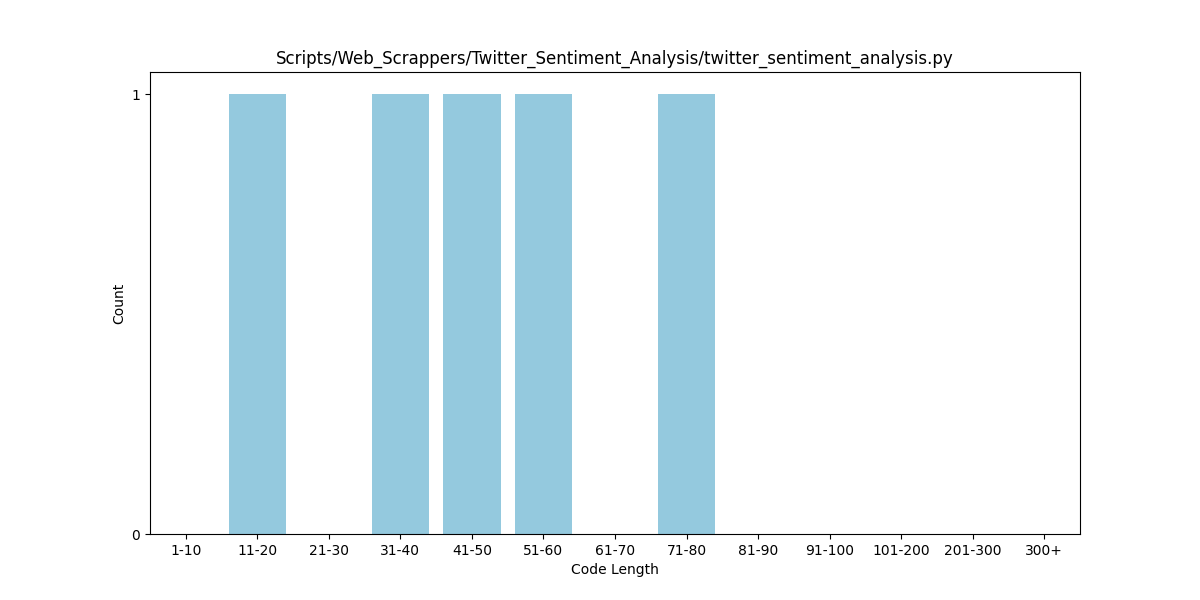 Scripts/Web_Scrappers/Twitter_Sentiment_Analysis/twitter_sentiment_analysis.py
1
Count
0
1-10 11-20 21-30 31-40 41-50 51-60 61-70 71-80 81-90 91-100 101-200 201-300 300+
Code Length